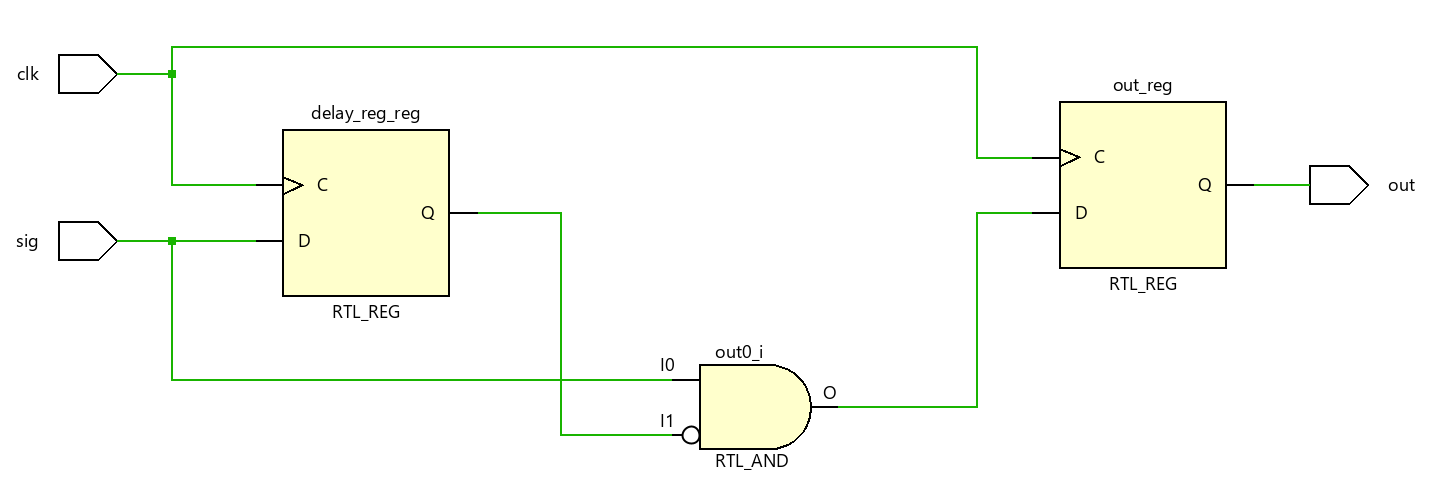 clk
sig
delay_reg_reg
C
D
Q
RTL_REG
I0
I1
out0_i
O
RTL_AND
out_reg
C
D
Q
RTL_REG
out